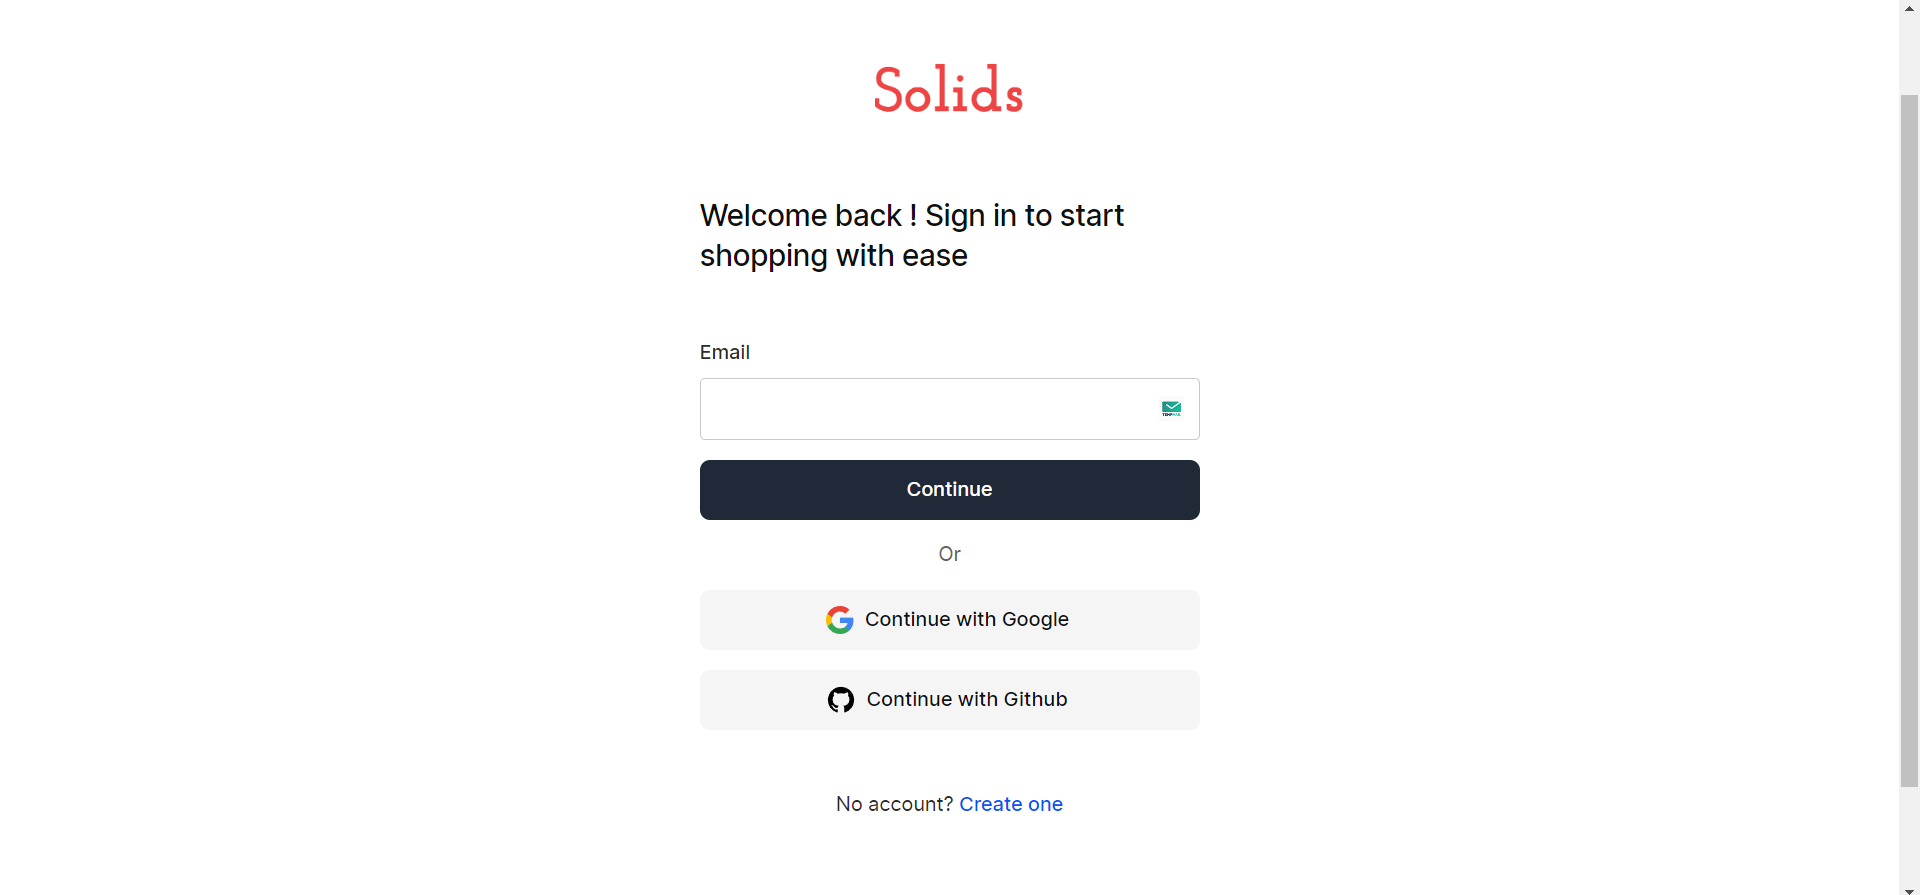 Solids
Welcome back ! Sign in to start
shopping with ease
Email
Continue
Or
Continue with Google
Continue with Github
No account? Create one